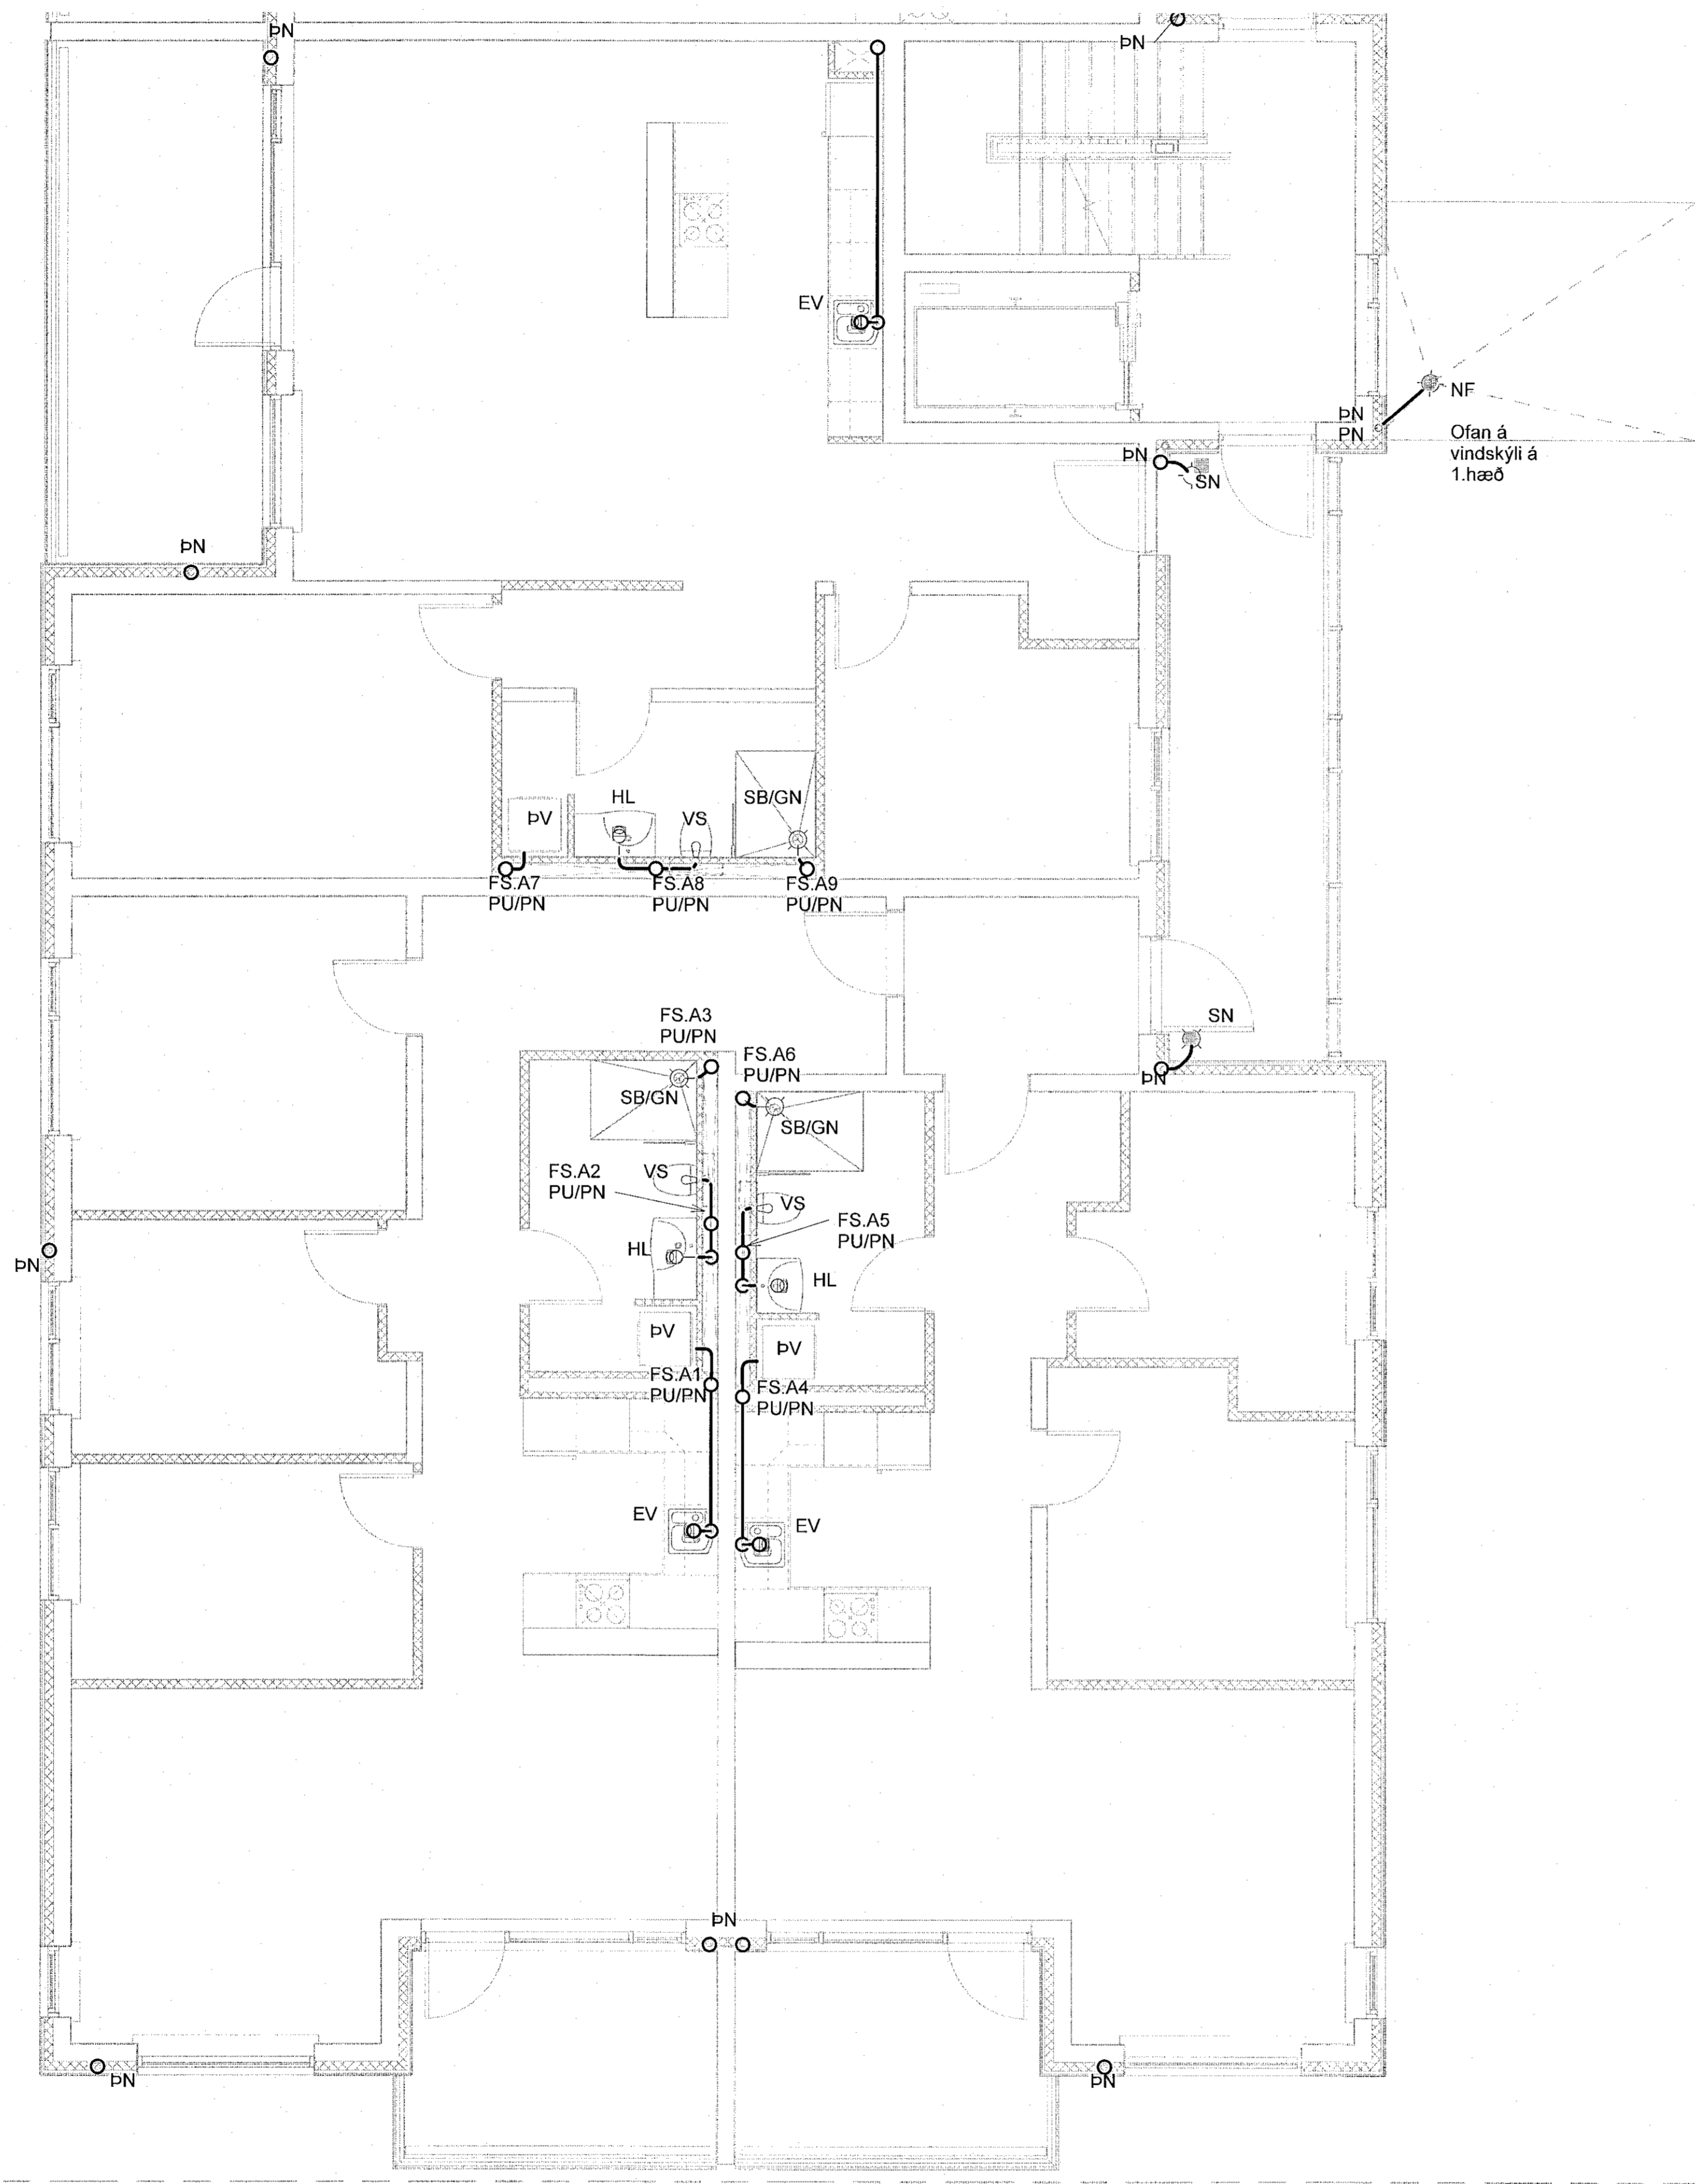 ÞN
ÞN
EV
NF
ÞN
PN
Ofan á
vindskýli á
1.hæð
ÞN
SN
ÞN
HL
VS
SB/GN
ÞV
FS.A7
PU/PN
FS.A8
PU/PN
FS.A9
PU/PN
FS.A3
PU/PN
SN
FS.A6
PU/PN
ÞN
SB/GN
SB/GN
FS.A2
PU/PN
VS
VS
FS.A5
PU/PN
HL
ÞN
HL
ÞV
ÞV
FS.A1
PU/PN
FS.A4
PU/PN
EV
EV
ÞN
ÞN
ÞN